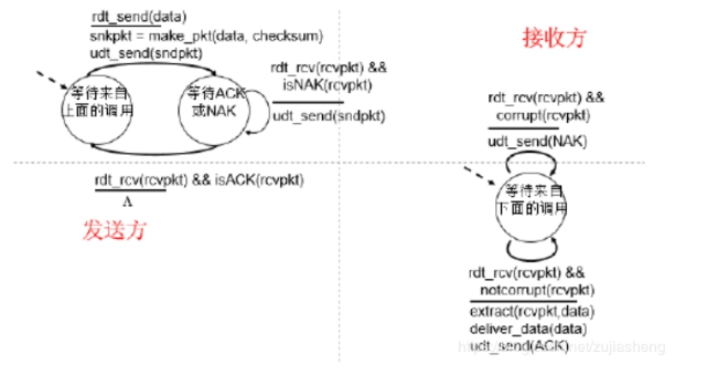 rdt_send(data)
snkpkt = make_pkt(data, checksum)
udt_send(sndpkt)
等待来自
上面的调用
等待ACK
或NAK
rdt_rcv(rcvpkt) &&
isNAK(rcvpkt)
udt_send(sndpkt)
rdt_rcv(rcvpkt) && isACK(rcvpkt)
Λ
发送方
接收方
rdt_rcv(rcvpkt) &&
corrupt(rcvpkt)
udt_send(NAK)
等待来自
下面的调用
rdt_rcv(rcvpkt) &&
notcorrupt(rcvpkt)
extract(rcvpkt,data)
deliver_data(data)
udt_send(ACK)
net/zujiasheng